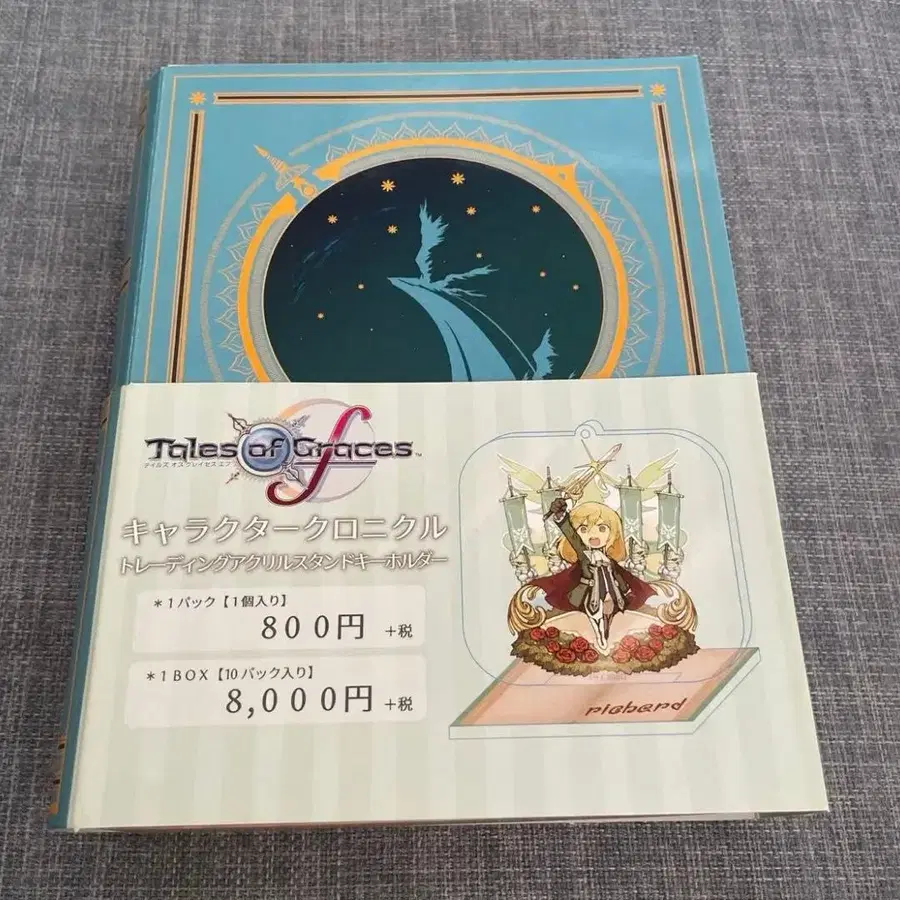 Tales of Graces f™
テイルズ オブ グレイセス エフ
キャラクタークロニクル
トレーディングアクリルスタンドキーホルダー
*1パック【1個入り】
800円 +税
*1BOX【10パック入り】
8,000円 +税
richard